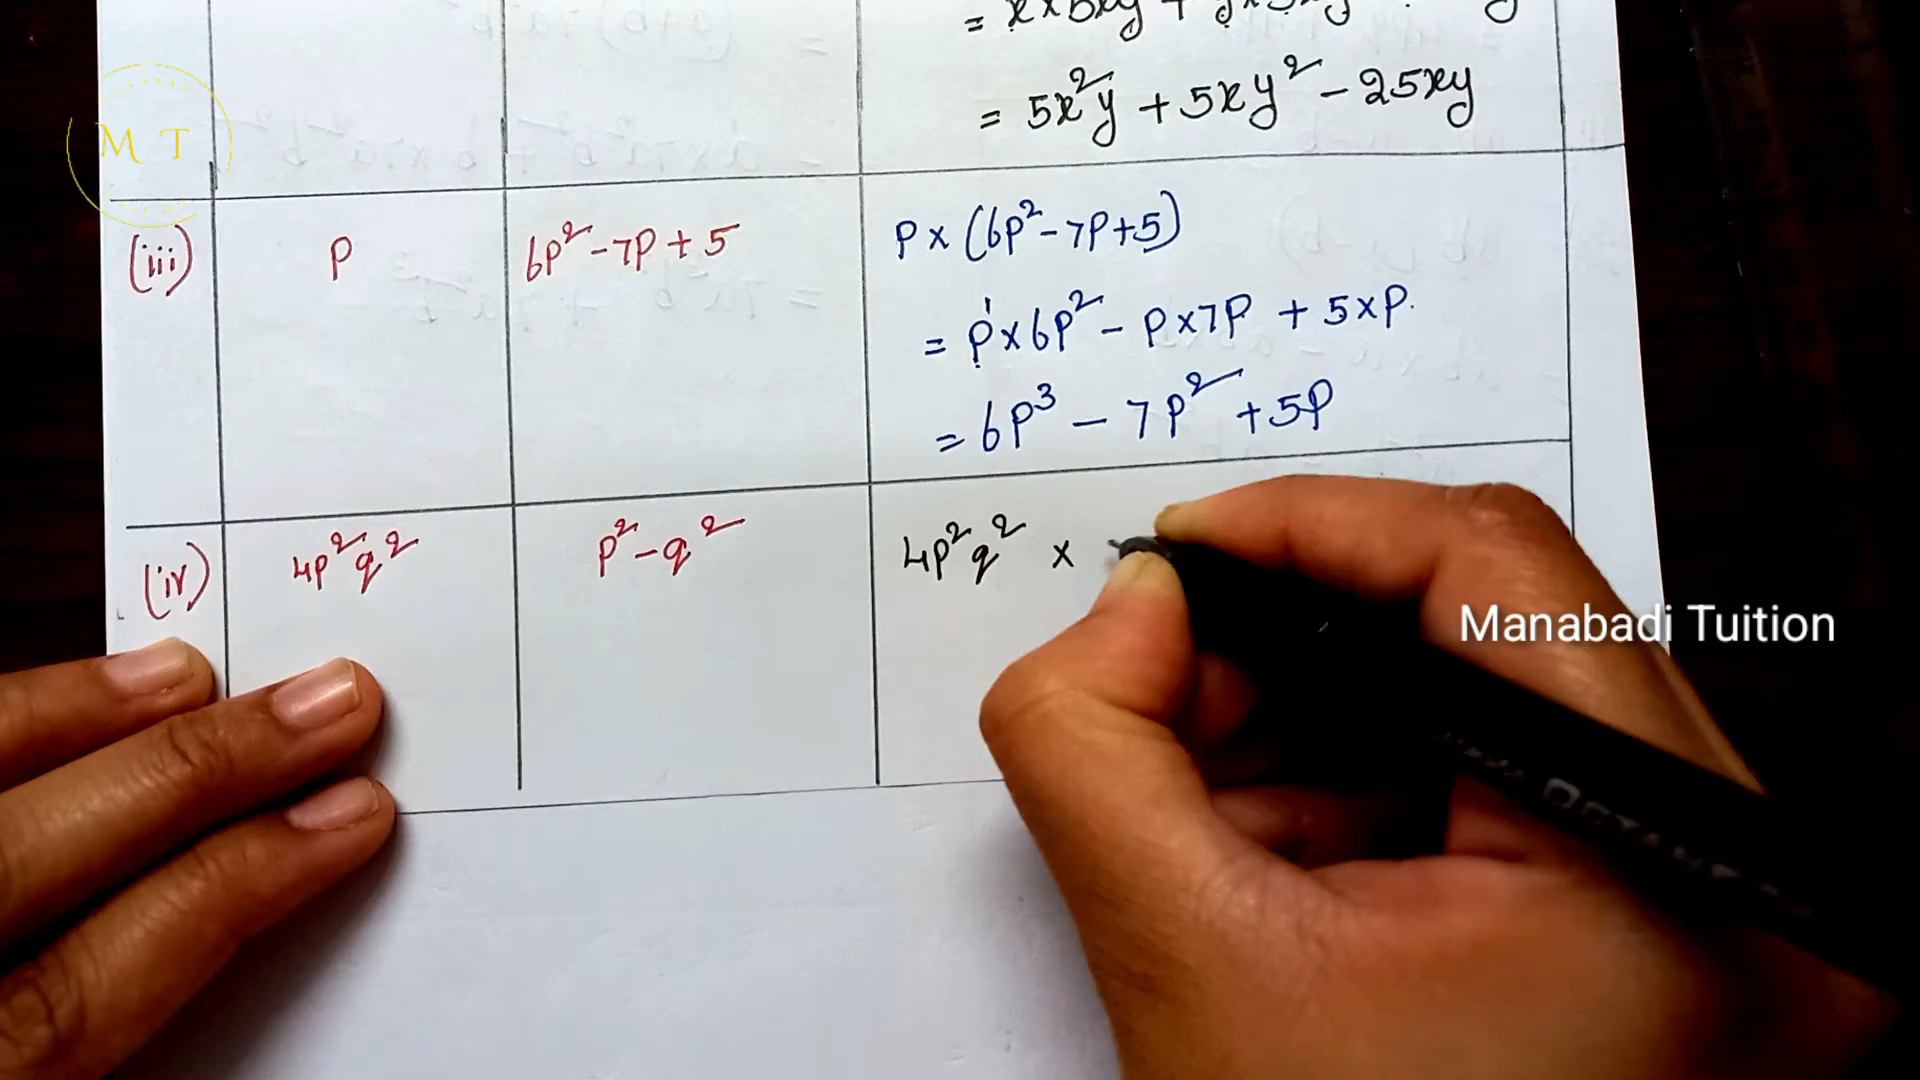 = 5x²y + 5xy² - 25xy
M T
(iii) P 6p² - 7p + 5 P × (6p² - 7p + 5)
= p¹ × 6p² - p × 7p + 5 × p.
= 6p³ - 7p² + 5p
(iv) 4p²q² p² - q² 4p²q² ×
Manabadi Tuition